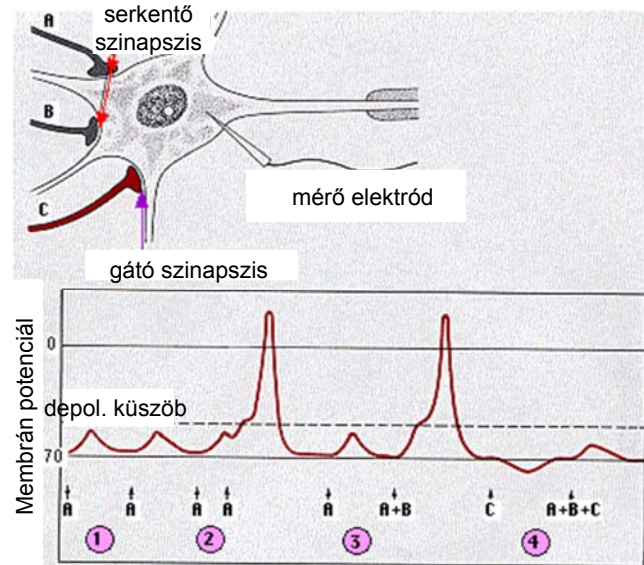 A
serkentő
szinapszis
B
C
mérő elektród
gátó szinapszis
Membrán potenciál
0
depol. küszöb
70
A A A A A A+B C A+B+C
1 2 3 4